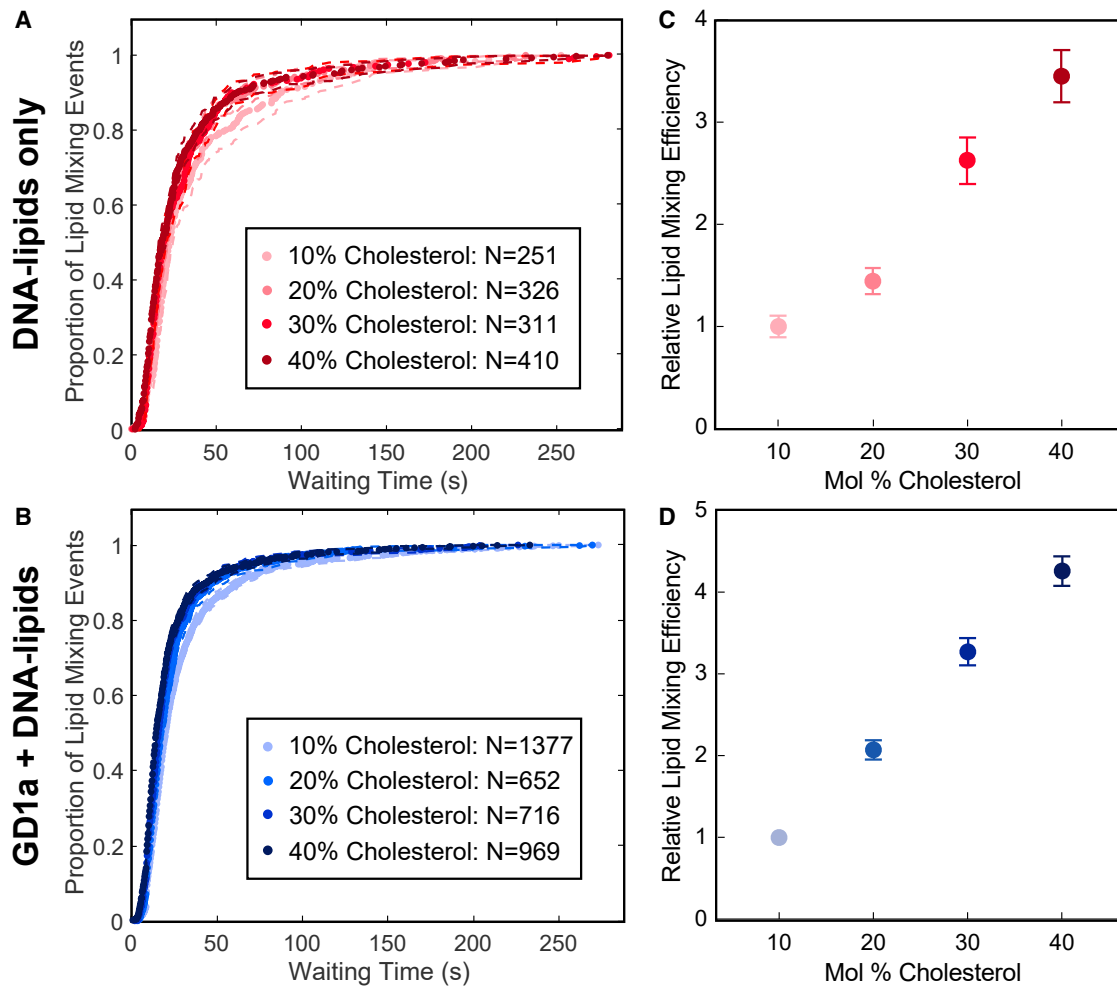 A
DNA-lipids only
Proportion of Lipid Mixing Events
1
0.8
0.6
0.4
0.2
0
10% Cholesterol: N=251
20% Cholesterol: N=326
30% Cholesterol: N=311
40% Cholesterol: N=410
0 50 100 150 200 250
Waiting Time (s)
C
Relative Lipid Mixing Efficiency
4
3
2
1
0
10 20 30 40
Mol % Cholesterol
B
GD1a + DNA-lipids
Proportion of Lipid Mixing Events
1
0.8
0.6
0.4
0.2
0
10% Cholesterol: N=1377
20% Cholesterol: N=652
30% Cholesterol: N=716
40% Cholesterol: N=969
0 50 100 150 200 250
Waiting Time (s)
D
Relative Lipid Mixing Efficiency
5
4
3
2
1
0
10 20 30 40
Mol % Cholesterol